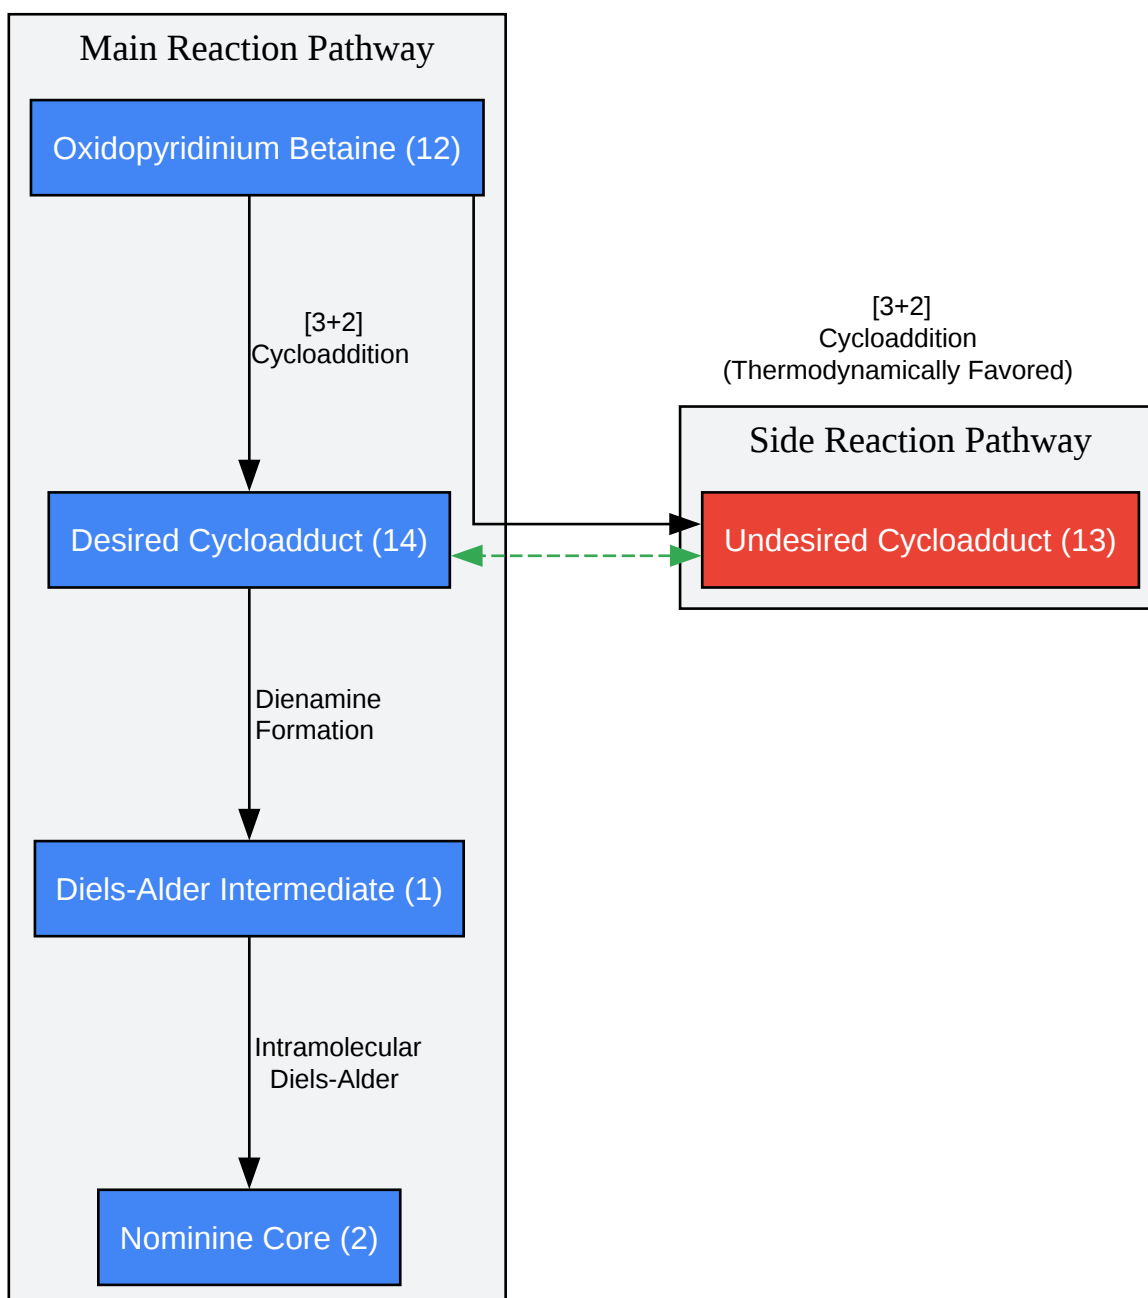 Main Reaction Pathway
Oxidopyridinium Betaine (12)
[3+2]
Cycloaddition
[3+2]
Cycloaddition
(Thermodynamically Favored)
Side Reaction Pathway
Desired Cycloadduct (14)
Undesired Cycloadduct (13)
Dienamine
Formation
Diels-Alder Intermediate (1)
Intramolecular
Diels-Alder
Nominine Core (2)